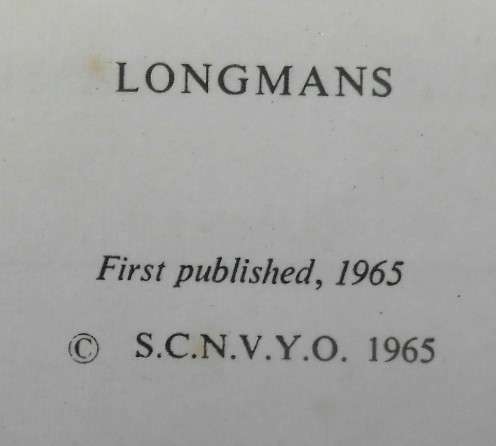 LONGMANS
First published, 1965
© S.C.N.V.Y.O. 1965